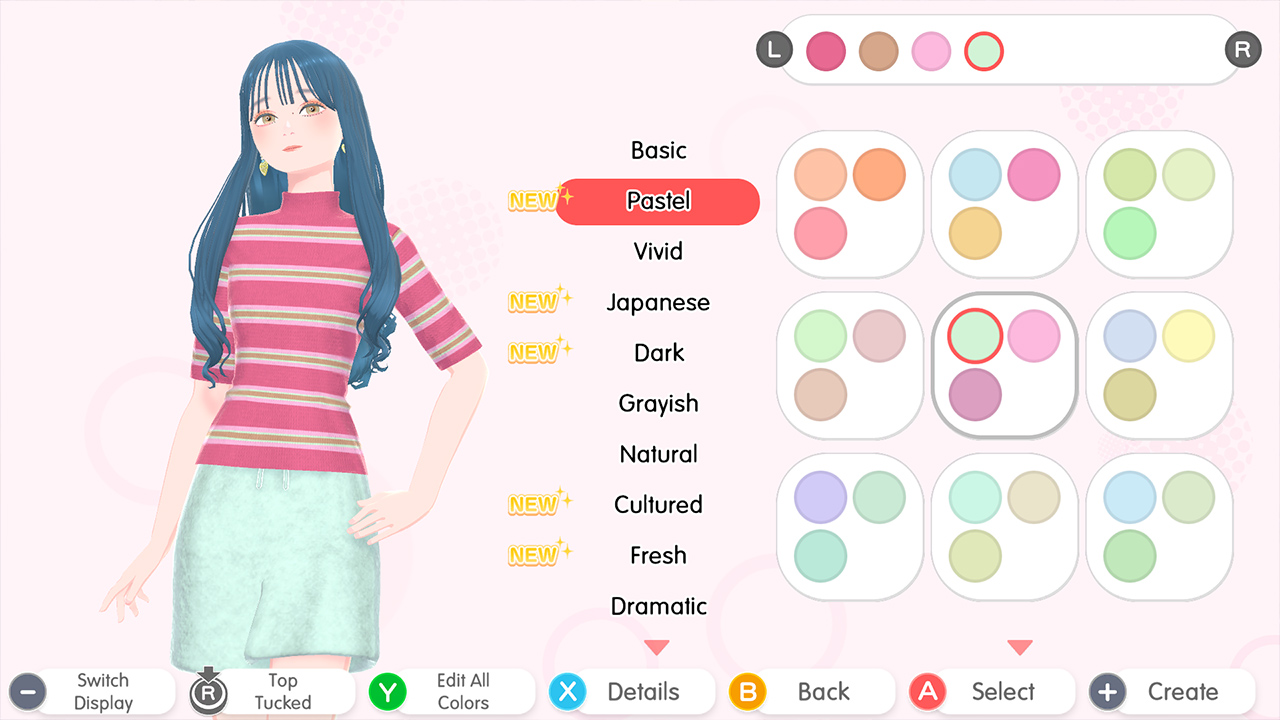 L
R
Basic
NEW
Pastel
Vivid
NEW
Japanese
NEW
Dark
Grayish
Natural
NEW
Cultured
NEW
Fresh
Dramatic
Switch
Display
R
Top
Tucked
Y
Edit All
Colors
X
Details
B
Back
A
Select
Create